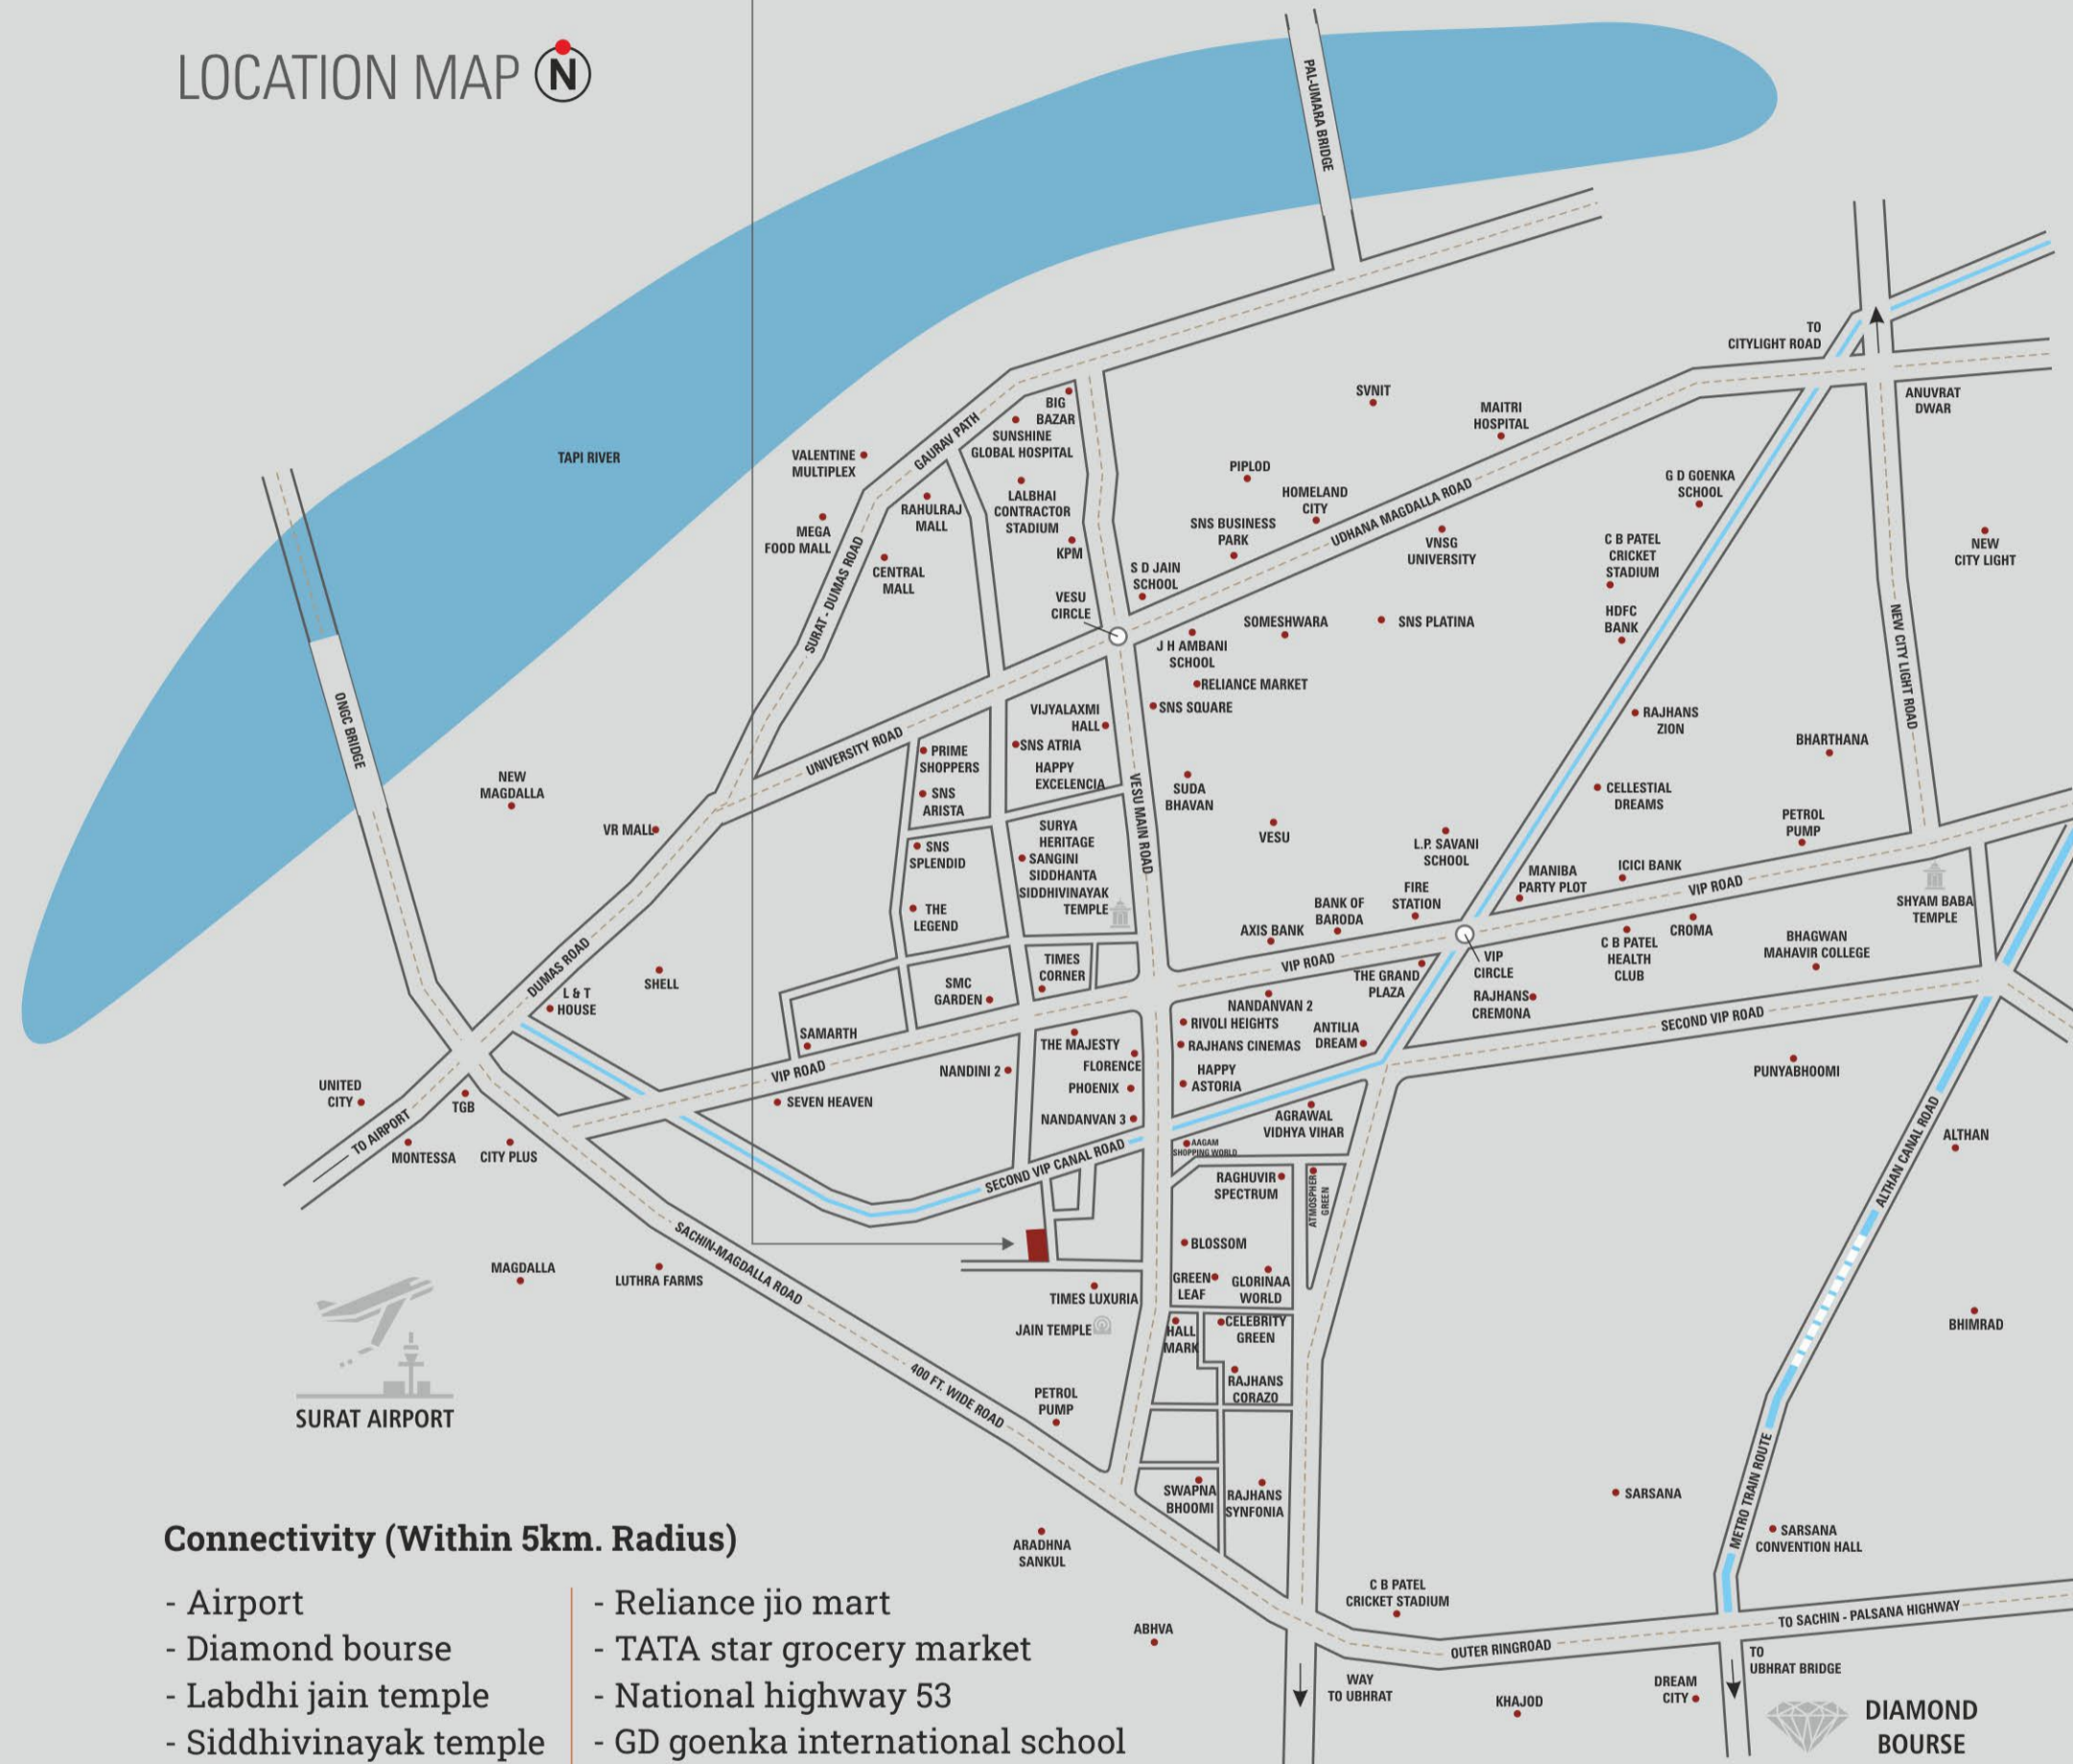 LOCATION MAP N
PAL-UMARA BRIDGE
TO
CITYLIGHT ROAD
ANUVRAT
DWAR
SVNIT
MAITRI
HOSPITAL
BIG
BAZAR
SUNSHINE
GLOBAL HOSPITAL
GAURAV PATH
VALENTINE
MULTIPLEX
TAPI RIVER
PIPLOD
G D GOENKA
SCHOOL
HOMELAND
CITY
LALBHAI
CONTRACTOR
STADIUM
RAHULRAJ
MALL
UDHANA MAGDALLA ROAD
MEGA
FOOD MALL
SNS BUSINESS
PARK
VNSG
UNIVERSITY
C B PATEL
CRICKET
STADIUM
NEW
CITY LIGHT
KPM
CENTRAL
MALL
S D JAIN
SCHOOL
SURAT - DUMAS ROAD
VESU
CIRCLE
HDFC
BANK
SOMESHWARA
SNS PLATINA
J H AMBANI
SCHOOL
NEW CITY LIGHT ROAD
RELIANCE MARKET
SNS SQUARE
VIJYALAXMI
HALL
RAJHANS
ZION
ONGC BRIDGE
UNIVERSITY ROAD
SNS ATRIA
PRIME
SHOPPERS
HAPPY
EXCELENCIA
BHARTHANA
NEW
MAGDALLA
SUDA
BHAVAN
CELLESTIAL
DREAMS
SNS
ARISTA
VESU MAIN ROAD
PETROL
PUMP
VR MALL
SURYA
HERITAGE
VESU
L.P. SAVANI
SCHOOL
SNS
SPLENDID
SANGINI
SIDDHANTA
SIDDHIVINAYAK
TEMPLE
ICICI BANK
MANIBA
PARTY PLOT
VIP ROAD
FIRE
STATION
BANK OF
BARODA
SHYAM BABA
TEMPLE
THE
LEGEND
AXIS BANK
CROMA
C B PATEL
HEALTH
CLUB
BHAGWAN
MAHAVIR COLLEGE
DUMAS ROAD
TIMES
CORNER
VIP ROAD
VIP
CIRCLE
THE GRAND
PLAZA
SHELL
SMC
GARDEN
L & T
HOUSE
NANDANVAN 2
RAJHANS
CREMONA
SECOND VIP ROAD
RIVOLI HEIGHTS
ANTILIA
DREAM
SAMARTH
THE MAJESTY
RAJHANS CINEMAS
FLORENCE
VIP ROAD
NANDINI 2
HAPPY
ASTORIA
PHOENIX
PUNYABHOOMI
UNITED
CITY
TGB
SEVEN HEAVEN
NANDANVAN 3
AGRAWAL
VIDHYA VIHAR
ALTHAN
TO AIRPORT
MONTESSA
CITY PLUS
AAGAM
SHOPPING WORLD
SECOND VIP CANAL ROAD
ALTHAN CANAL ROAD
RAGHUVIR
SPECTRUM
ATMOSPHERA
GREEN
BLOSSOM
SACHIN-MAGDALLA ROAD
MAGDALLA
LUTHRA FARMS
GREEN
LEAF
GLORINAA
WORLD
TIMES LUXURIA
JAIN TEMPLE
HALL
MARK
CELEBRITY
GREEN
BHIMRAD
RAJHANS
CORAZO
400 FT. WIDE ROAD
PETROL
PUMP
SURAT AIRPORT
METRO TRAIN ROUTE
SWAPNA
BHOOMI
RAJHANS
SYNFONIA
SARSANA
SARSANA
CONVENTION HALL
ARADHNA
SANKUL
C B PATEL
CRICKET STADIUM
ABHVA
OUTER RINGROAD
TO SACHIN - PALSANA HIGHWAY
TO
UBHRAT BRIDGE
WAY
TO UBHRAT
KHAJOD
DREAM
CITY
DIAMOND
BOURSE
Connectivity (Within 5km. Radius)
- Airport
- Diamond bourse
- Labdhi jain temple
- Siddhivinayak temple
- Reliance jio mart
- TATA star grocery market
- National highway 53
- GD goenka international school